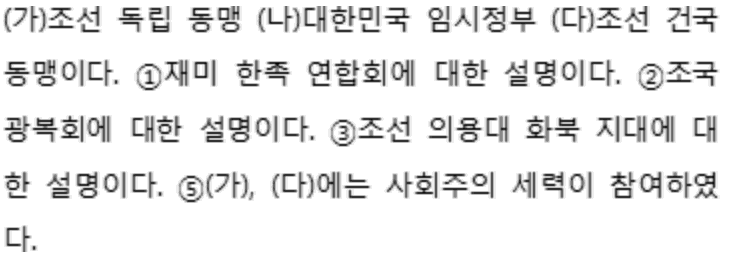 (가)조선 독립 동맹 (나)대한민국 임시정부 (다)조선 건국
동맹이다. ①재미 한족 연합회에 대한 설명이다. ②조국
광복회에 대한 설명이다. ③조선 의용대 화북 지대에 대
한 설명이다. ⑤(가), (다)에는 사회주의 세력이 참여하였
다.